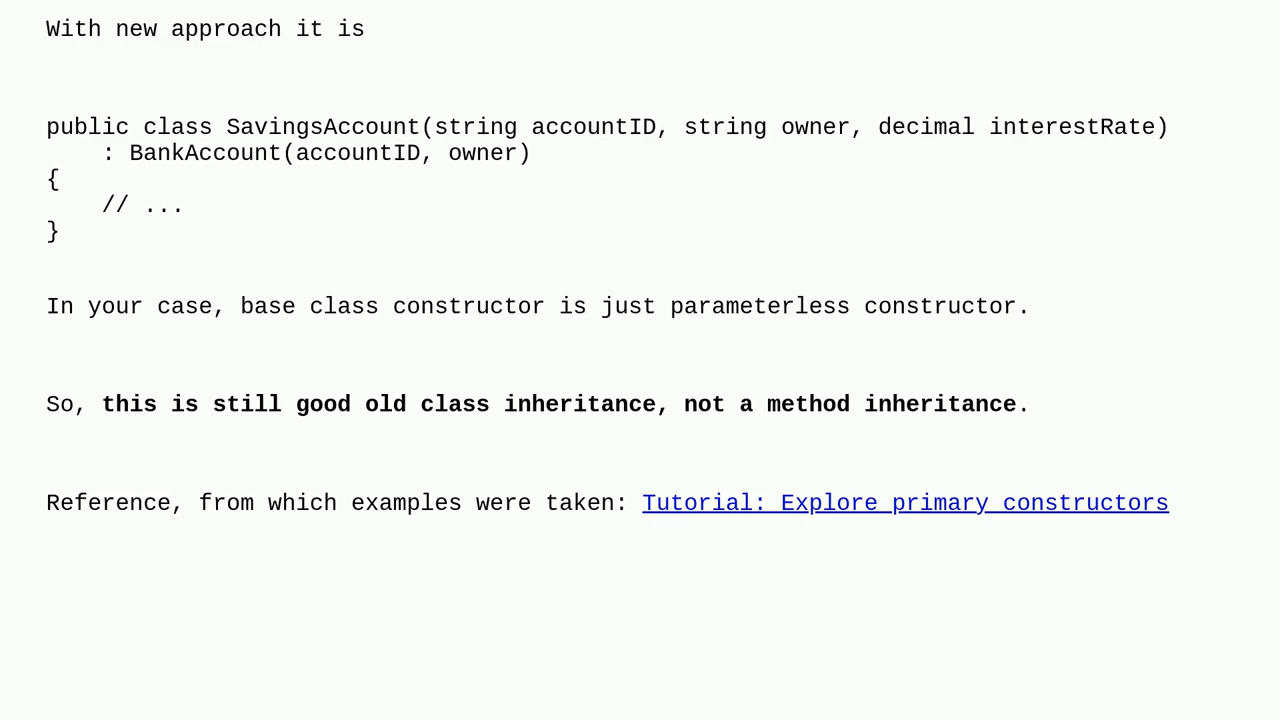 With new approach it is
public class SavingsAccount(string accountID, string owner, decimal interestRate)
    : BankAccount(accountID, owner)
{
    // ...
}
In your case, base class constructor is just parameterless constructor.
So, this is still good old class inheritance, not a method inheritance.
Reference, from which examples were taken: Tutorial: Explore primary constructors